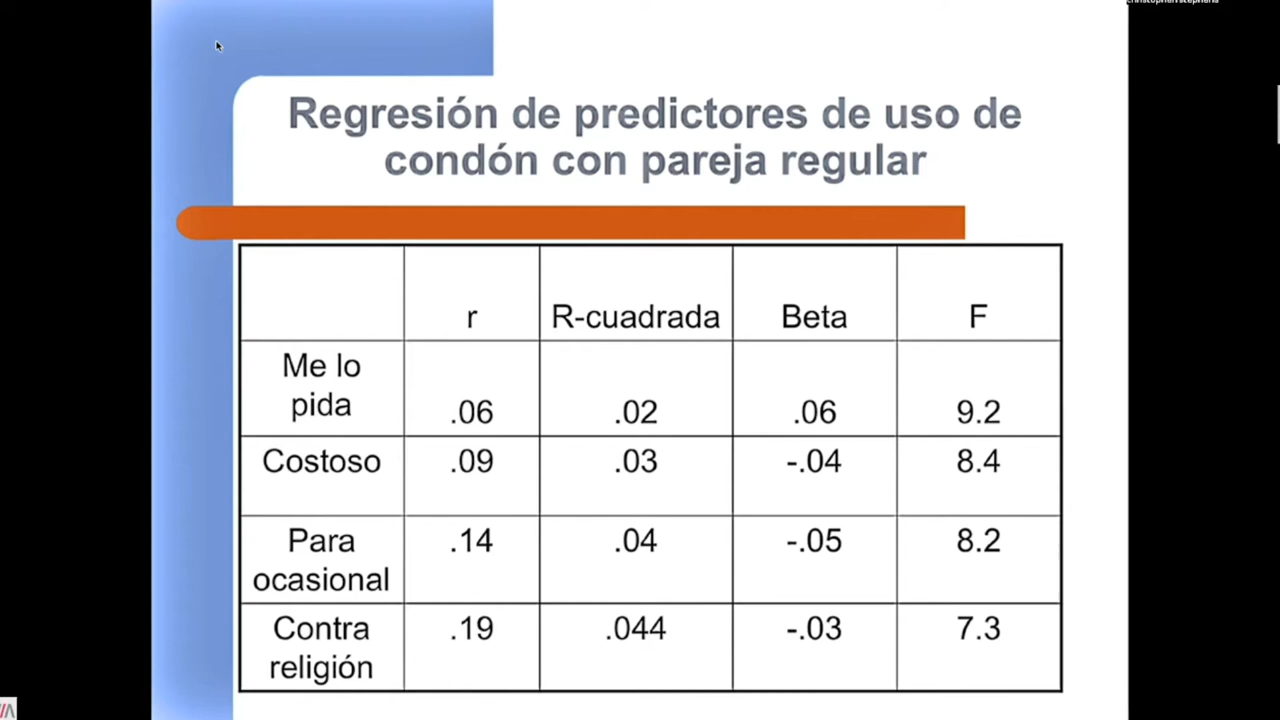 Regresión de predictores de uso de
condón con pareja regular
r R-cuadrada Beta F
Me lo
pida .06 .02 .06 9.2
Costoso .09 .03 -.04 8.4
Para .14 .04 -.05 8.2
ocasional
Contra .19 .044 -.03 7.3
religión